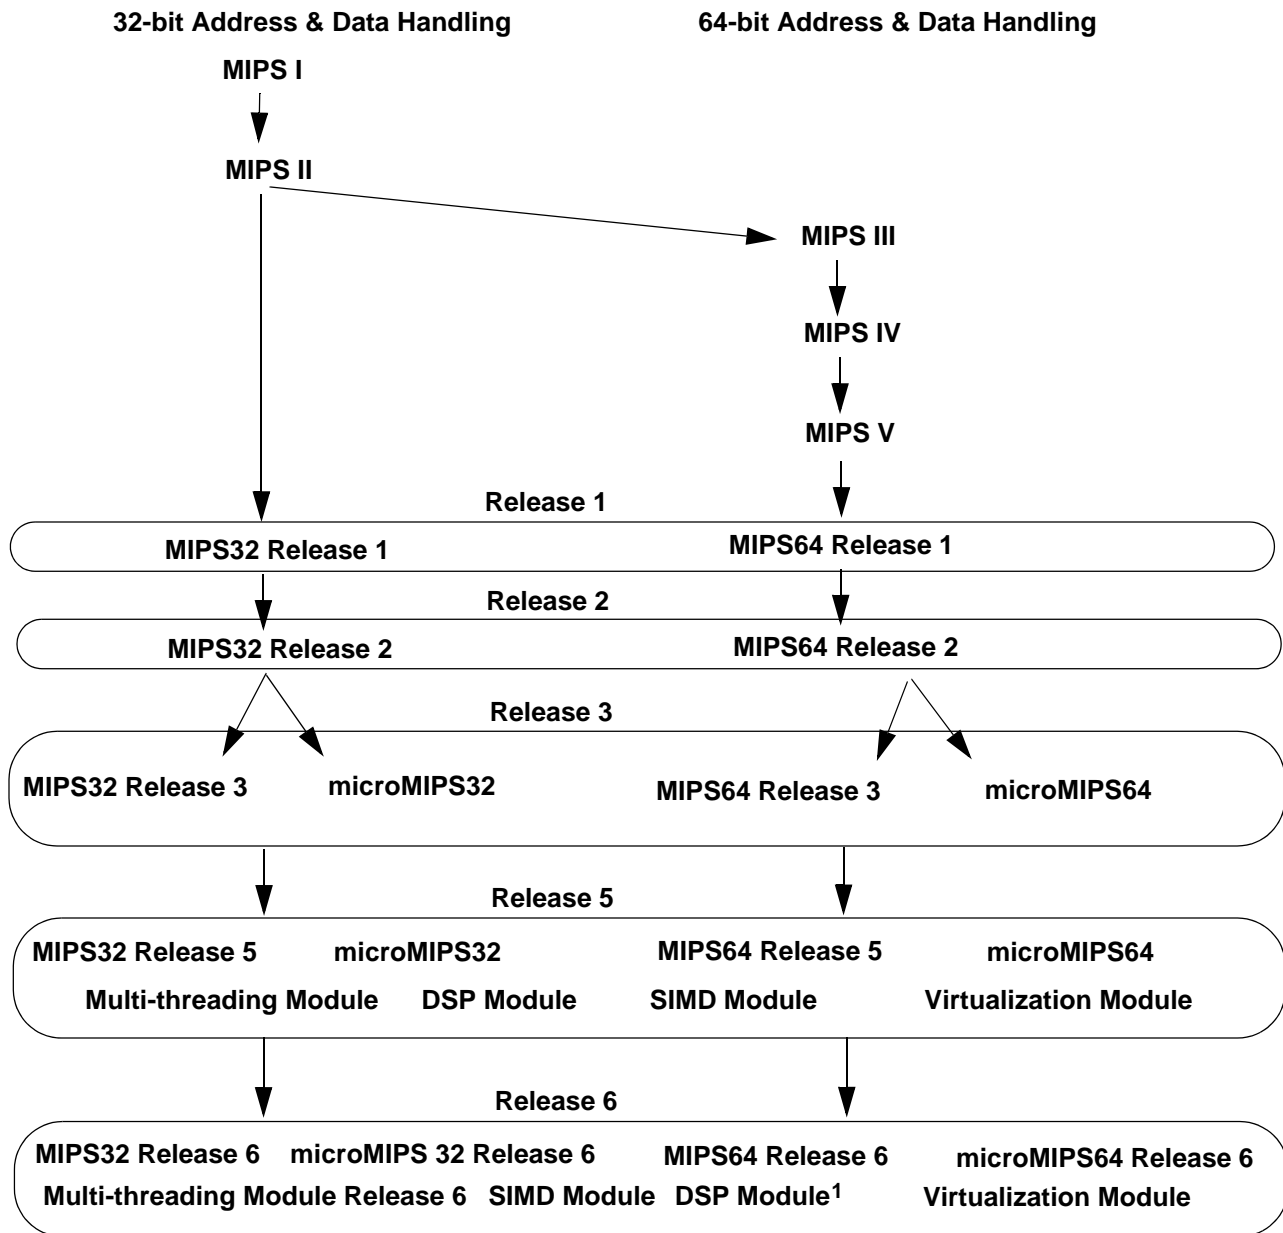 32-bit Address & Data Handling 64-bit Address & Data Handling
MIPS I
MIPS II
MIPS III
MIPS IV
MIPS V
Release 1
MIPS32 Release 1 MIPS64 Release 1
Release 2
MIPS32 Release 2 MIPS64 Release 2
Release 3
MIPS32 Release 3 microMIPS32 MIPS64 Release 3 microMIPS64
Release 5
MIPS32 Release 5 microMIPS32 MIPS64 Release 5 microMIPS64
Multi-threading Module DSP Module SIMD Module Virtualization Module
Release 6
MIPS32 Release 6 microMIPS 32 Release 6 MIPS64 Release 6 microMIPS64 Release 6
Multi-threading Module Release 6 SIMD Module DSP Module1 Virtualization Module